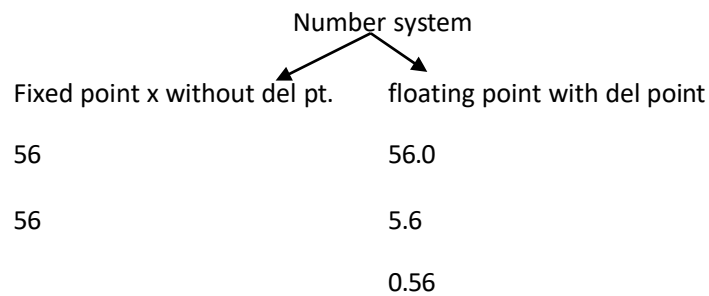 Number system
Fixed point x without del pt. floating point with del point
56 56.0
56 5.6
0.56